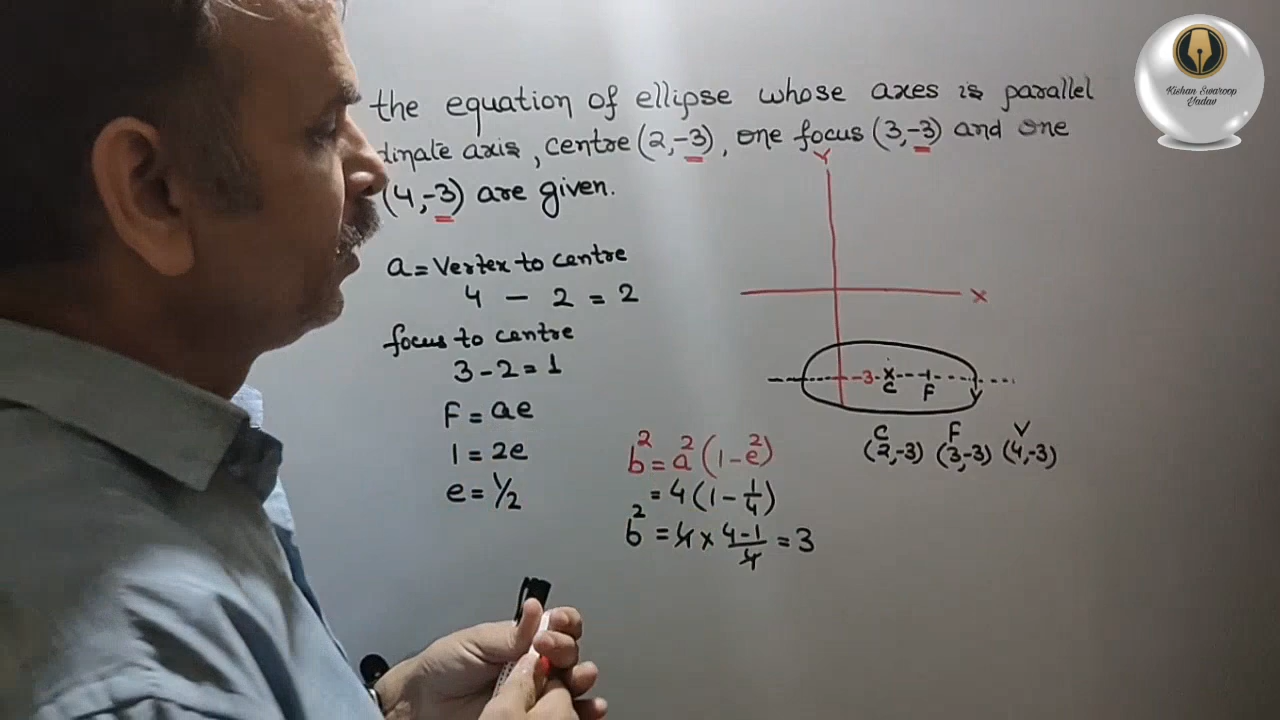 the equation of ellipse whose axes is parallel
dinate axis, centre (2,-3), one focus (3,-3) and one
(4,-3) are given.
a = Vertex to centre
4 - 2 = 2
focus to centre
3 - 2 = 1
F = ae
1 = 2e
e = 1/2
b² = a² (1-e²)
= 4 (1 - 1/4)
b² = 4 × (4-1)/4 = 3
Y
X
-3
C
F
V
C F V
(2,-3) (3,-3) (4,-3)
Kishan Swaroop
Yadav